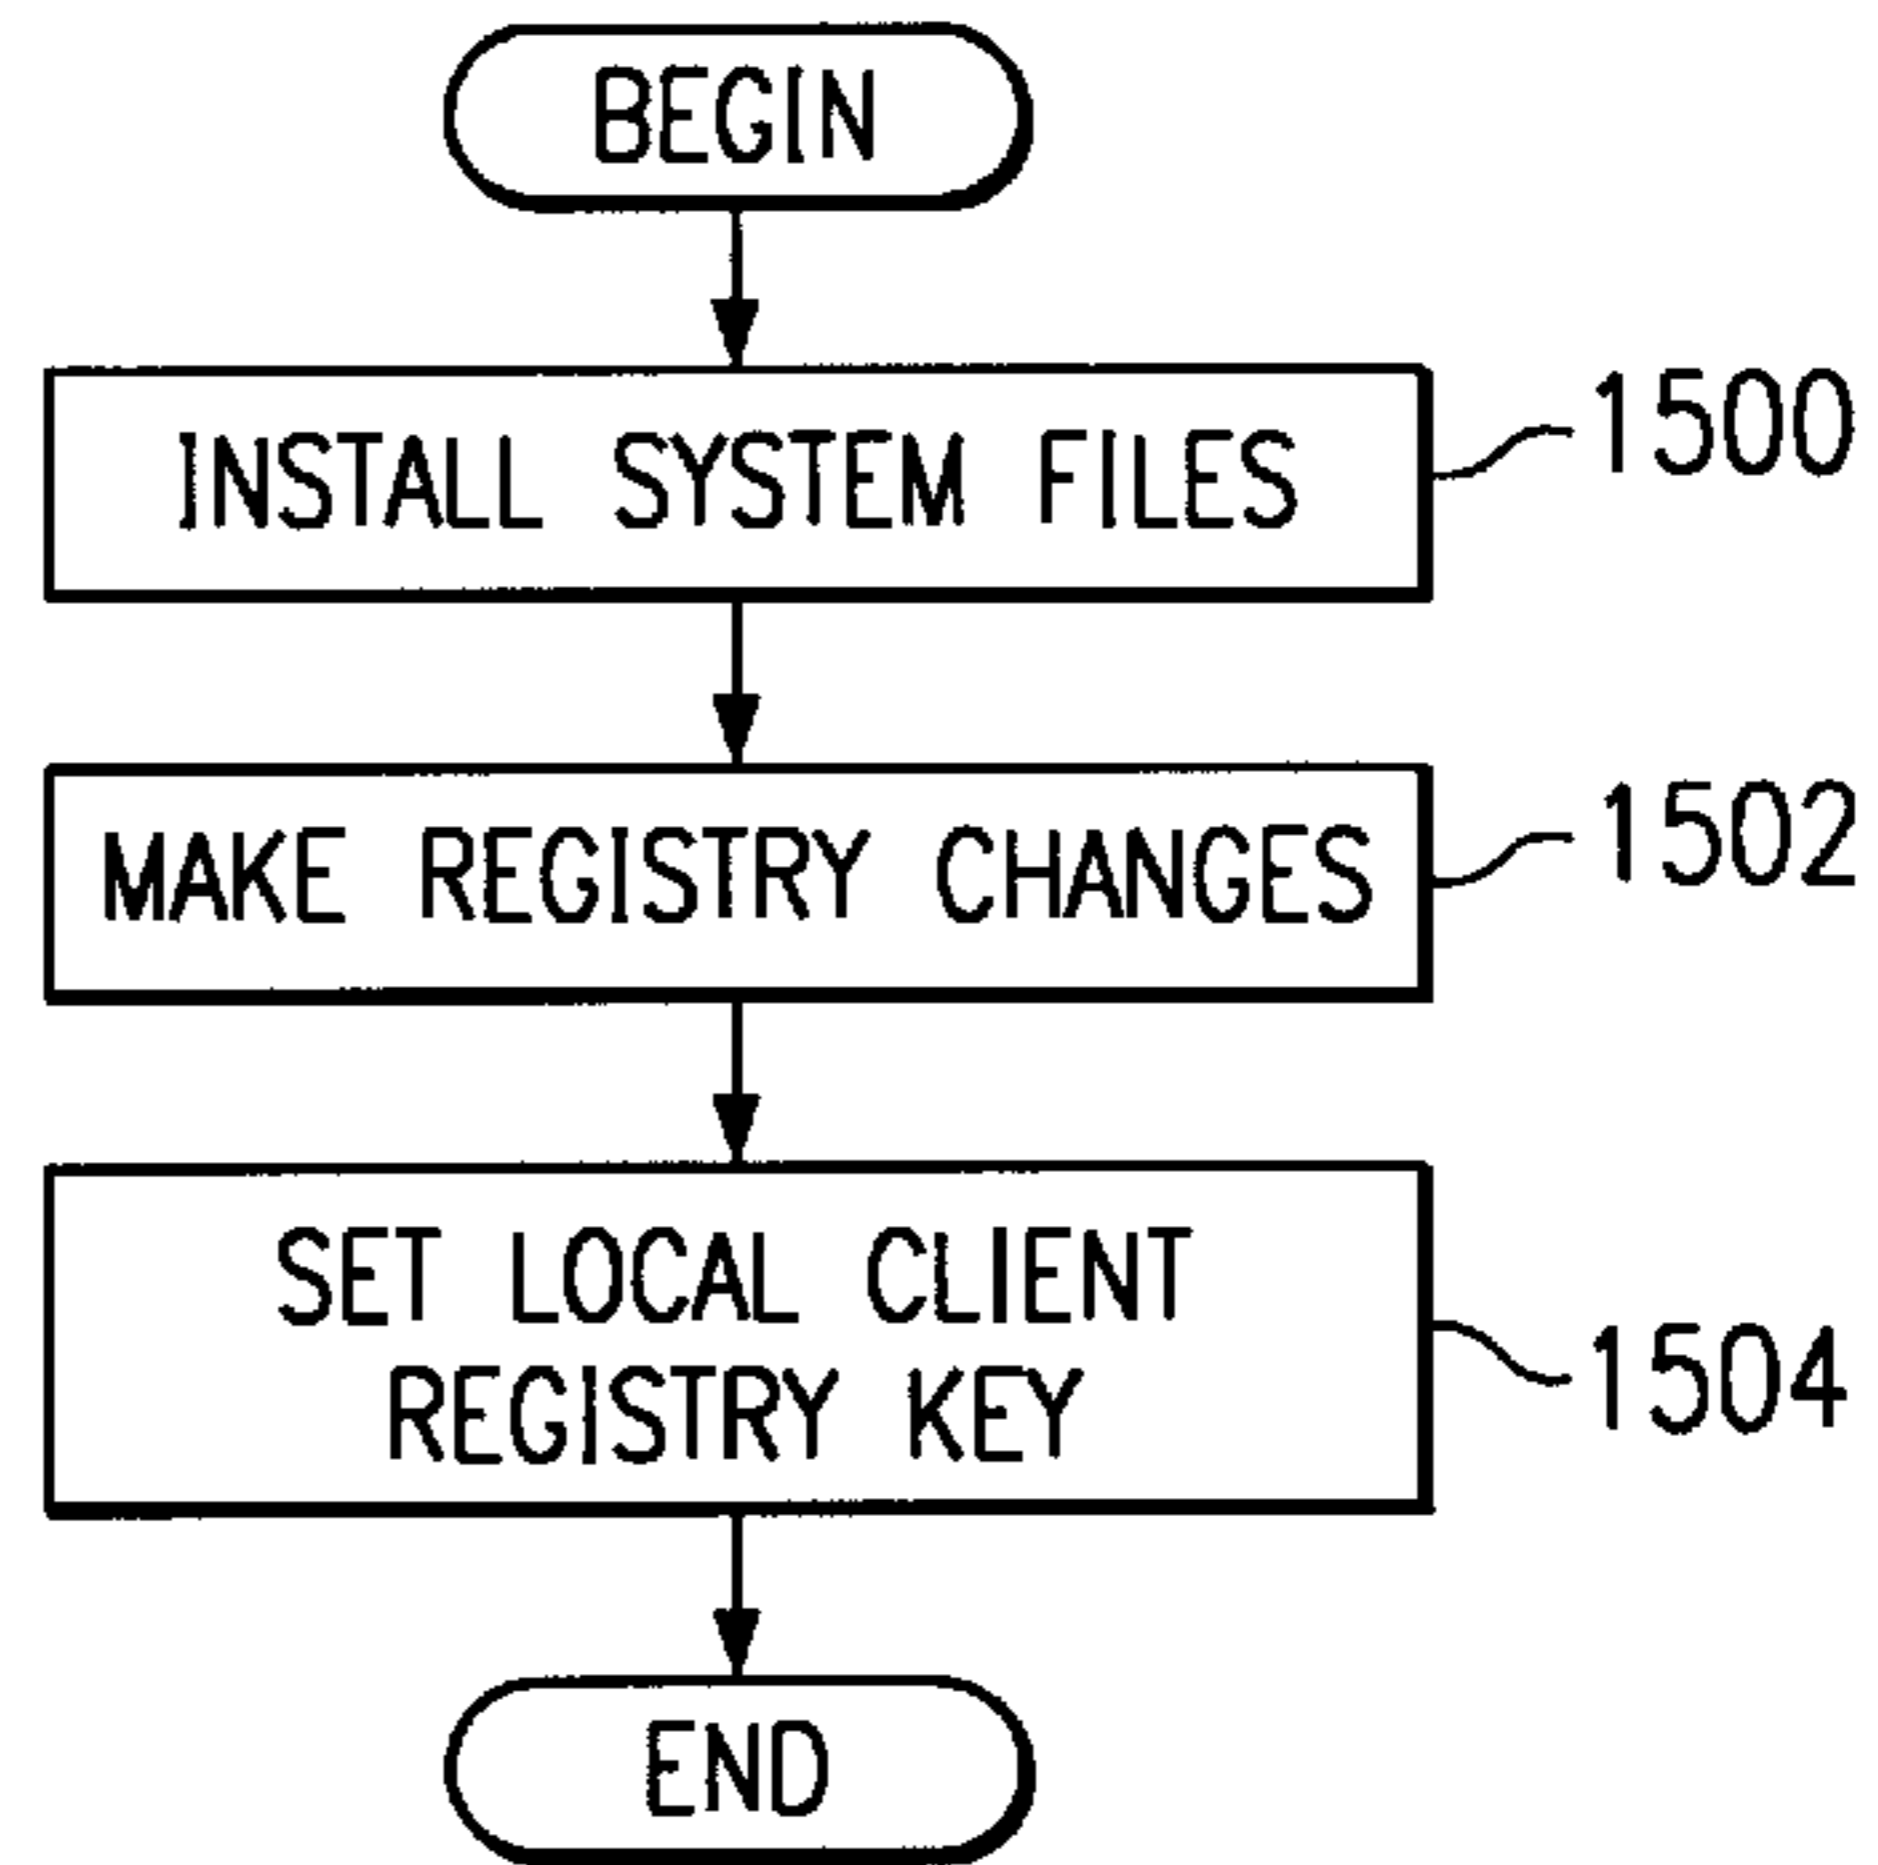 BEGIN
INSTALL SYSTEM FILES
1500
MAKE REGISTRY CHANGES
1502
SET LOCAL CLIENT
REGISTRY KEY
1504
END